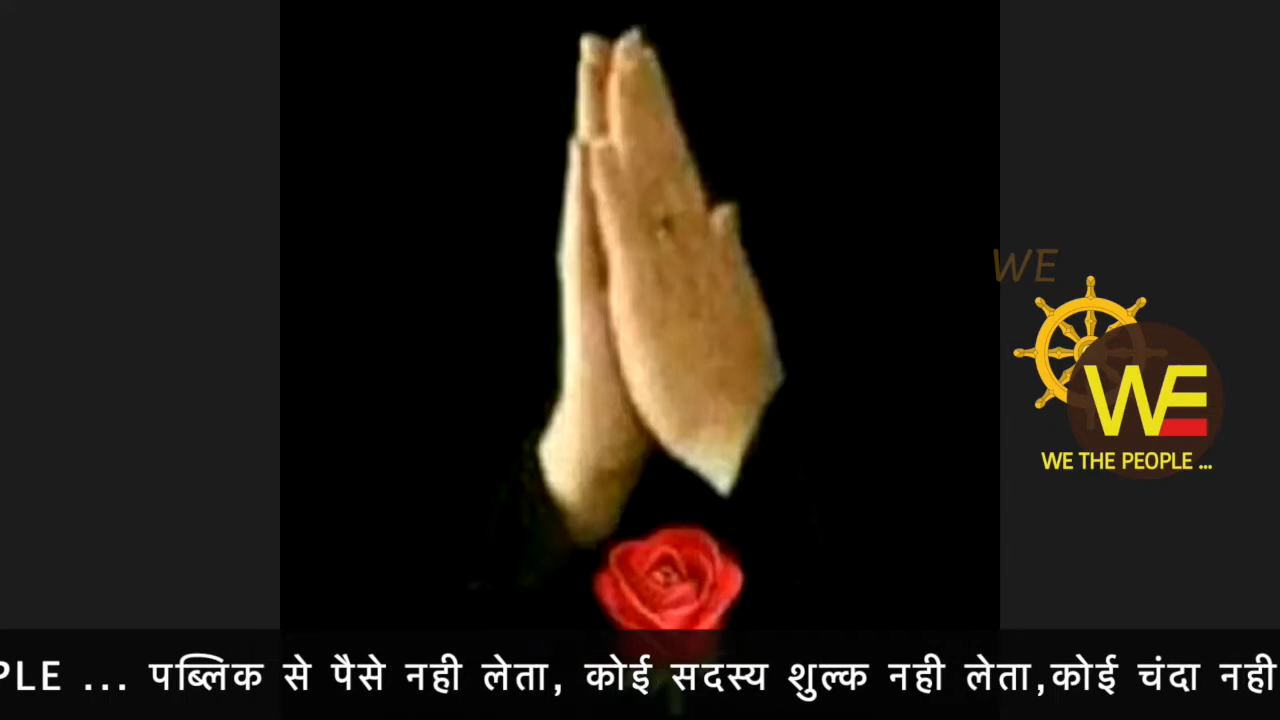 WE
WE
WE THE PEOPLE ...
PLE ... पब्लिक से पैसे नही लेता, कोई सदस्य शुल्क नही लेता,कोई चंदा नही